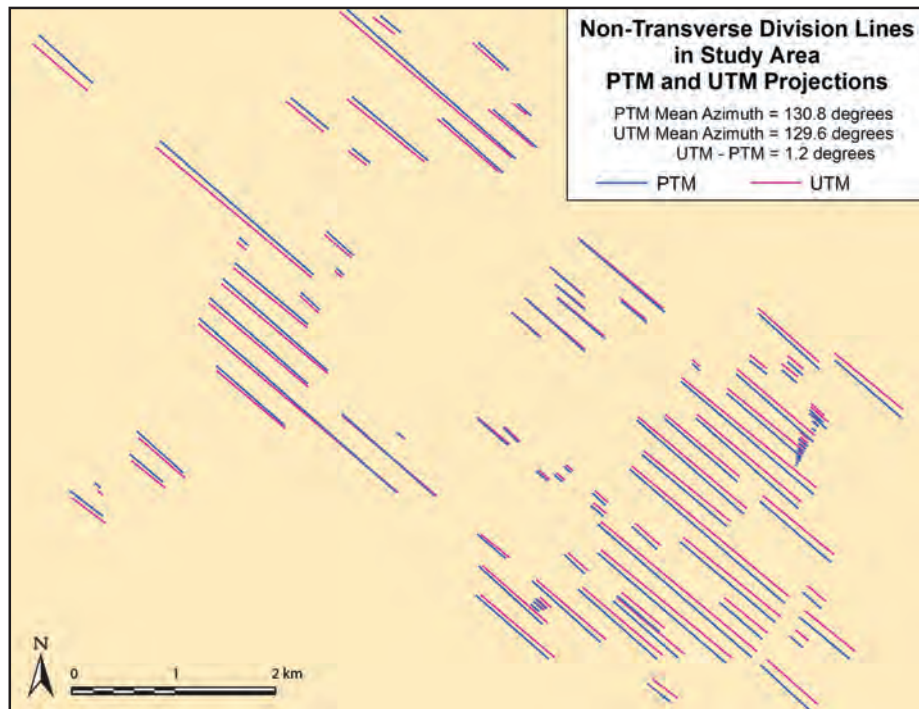 Non-Transverse Division Lines
in Study Area
PTM and UTM Projections
PTM Mean Azimuth = 130.8 degrees
UTM Mean Azimuth = 129.6 degrees
UTM - PTM = 1.2 degrees
PTM UTM
N
0 1 2 km